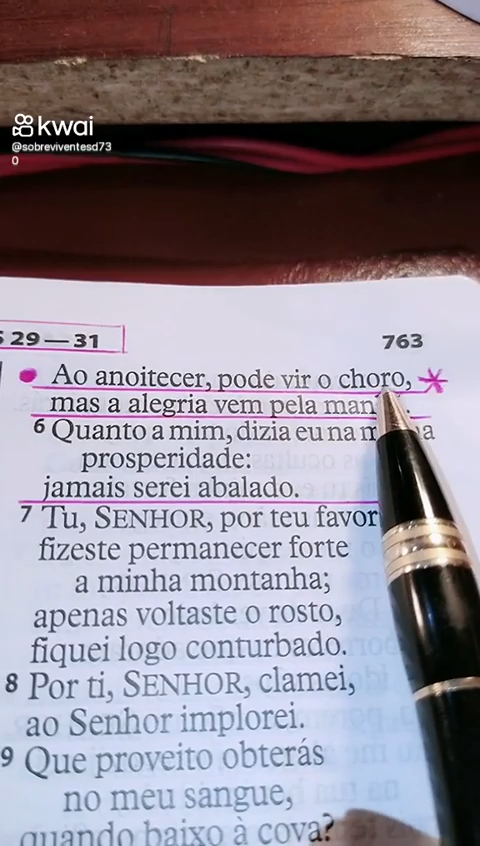 kwai
@sobreviventesd73
0
29—31
763
Ao anoitecer, pode vir o choro,
mas a alegria vem pela
6 Quanto a mim, dizia eu na
prosperidade:
jamais serei abalado.
7 Tu, SENHOR, por teu favor
fizeste permanecer forte
a minha montanha;
apenas voltaste o rosto,
fiquei logo conturbado.
8 Por ti, SENHOR, clamei,
ao Senhor implorei.
9 Que proveito obterás
no meu sangue,
quando baixo à cova?